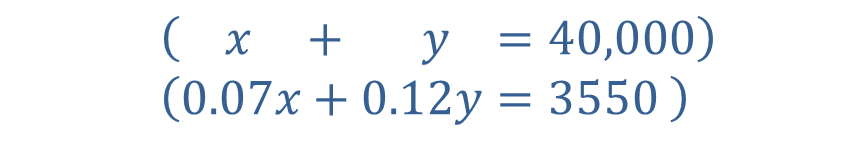 ( x + y = 40,000)
(0.07x + 0.12y = 3550 )